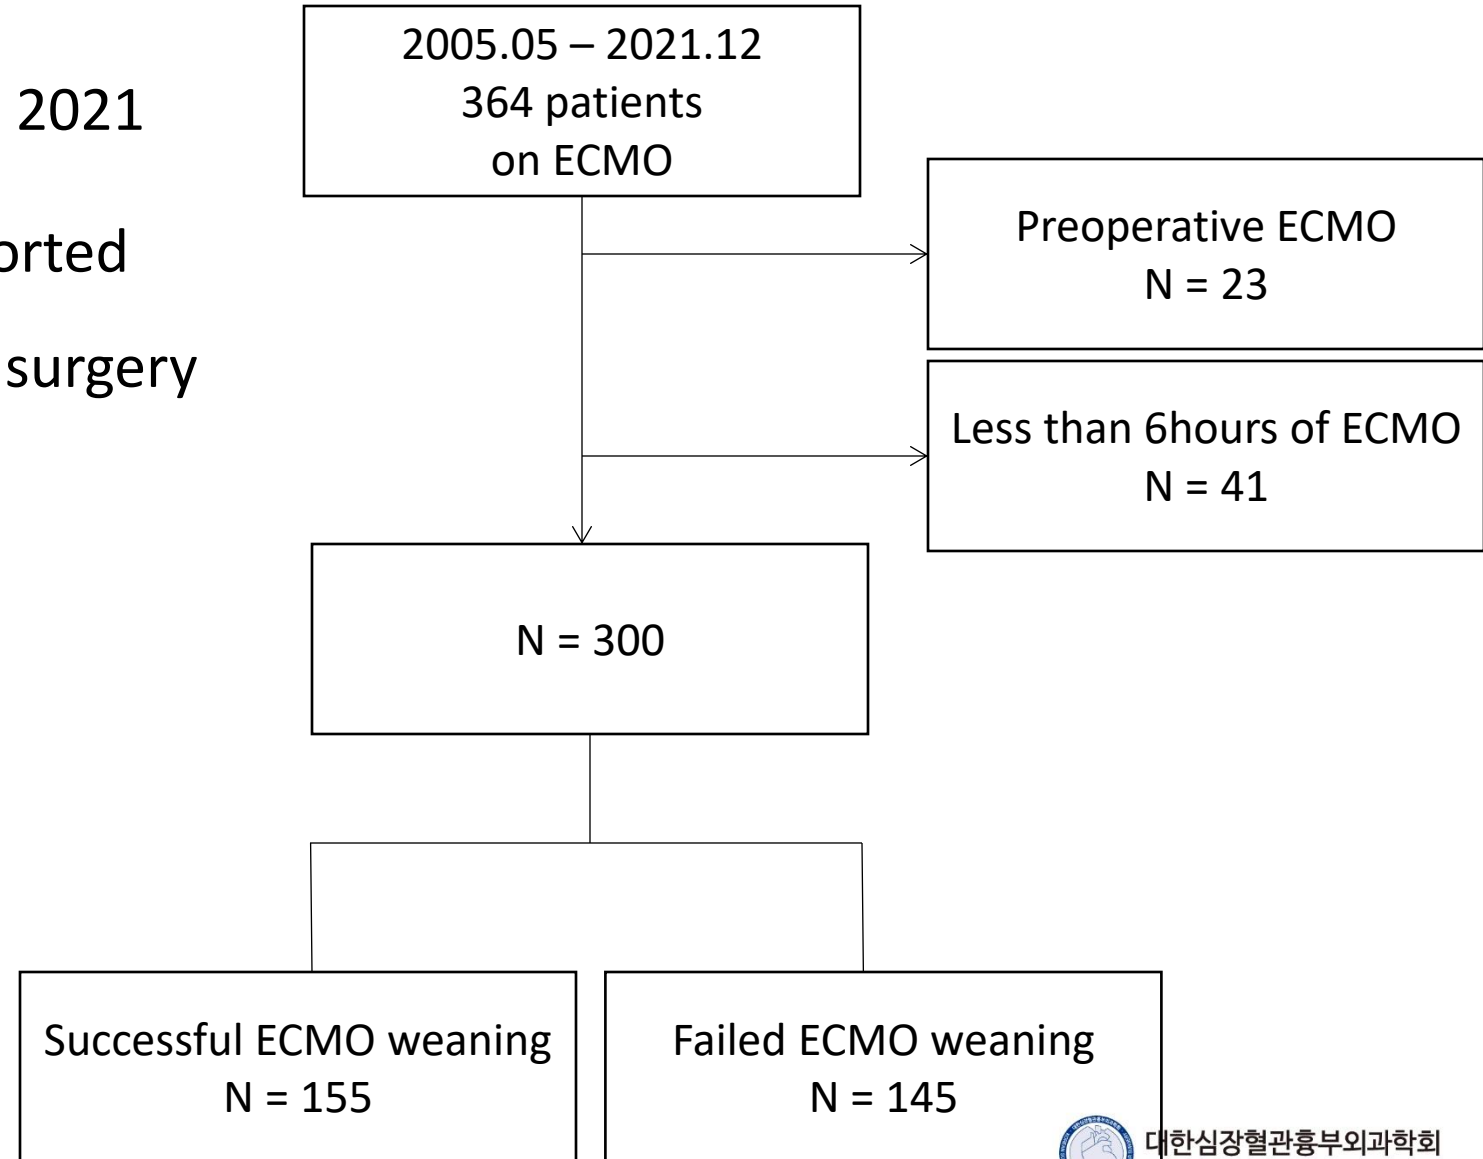 2021
orted
surgery
2005.05 – 2021.12
364 patients
on ECMO
Preoperative ECMO
N = 23
Less than 6hours of ECMO
N = 41
N = 300
Successful ECMO weaning
N = 155
Failed ECMO weaning
N = 145
대한심장혈관흉부외과학회